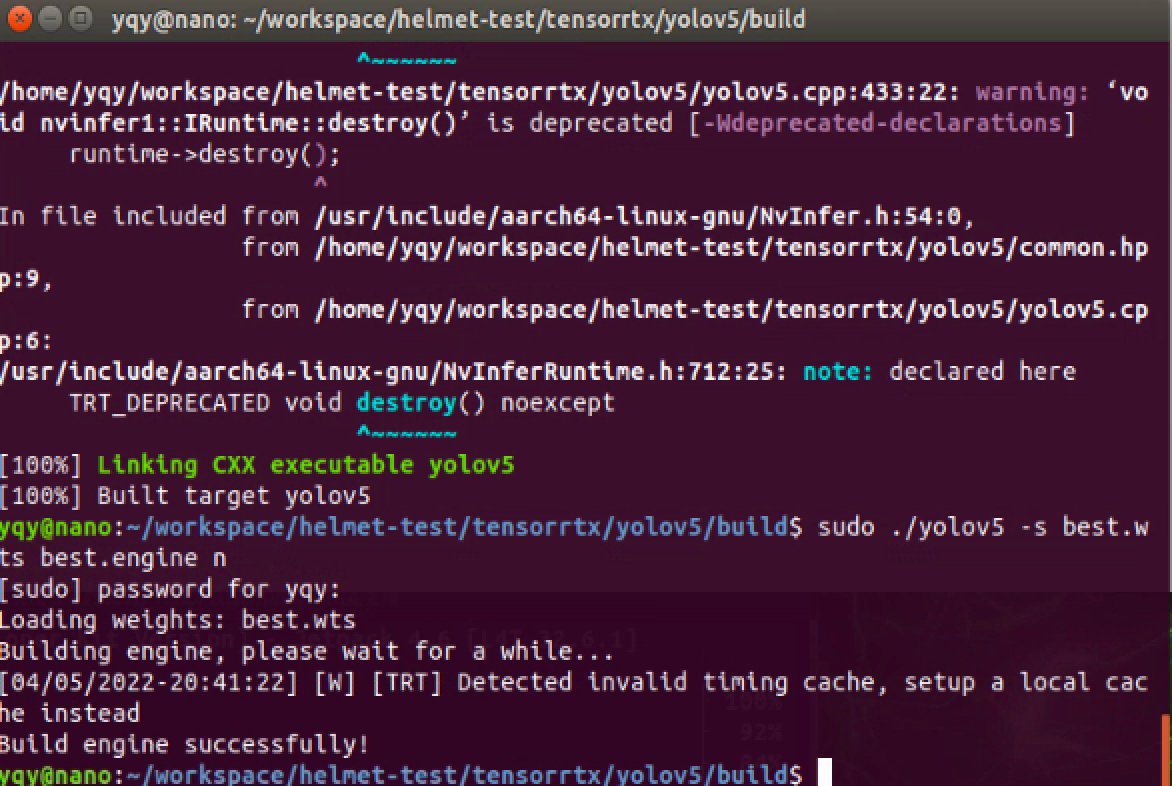 yqy@nano: ~/workspace/helmet-test/tensorrtx/yolov5/build
^~~~~~~
/home/yqy/workspace/helmet-test/tensorrtx/yolov5/yolov5.cpp:433:22: warning: ‘vo
id nvinfer1::IRuntime::destroy()’ is deprecated [-Wdeprecated-declarations]
runtime->destroy();
^
In file included from /usr/include/aarch64-linux-gnu/NvInfer.h:54:0,
from /home/yqy/workspace/helmet-test/tensorrtx/yolov5/common.hp
p:9,
from /home/yqy/workspace/helmet-test/tensorrtx/yolov5/yolov5.cp
p:6:
/usr/include/aarch64-linux-gnu/NvInferRuntime.h:712:25: note: declared here
TRT_DEPRECATED void destroy() noexcept
^~~~~~~
[100%] Linking CXX executable yolov5
[100%] Built target yolov5
yqy@nano:~/workspace/helmet-test/tensorrtx/yolov5/build$ sudo ./yolov5 -s best.w
ts best.engine n
[sudo] password for yqy:
Loading weights: best.wts
Building engine, please wait for a while...
[04/05/2022-20:41:22] [W] [TRT] Detected invalid timing cache, setup a local cac
he instead
Build engine successfully!
yqy@nano:~/workspace/helmet-test/tensorrtx/yolov5/build$